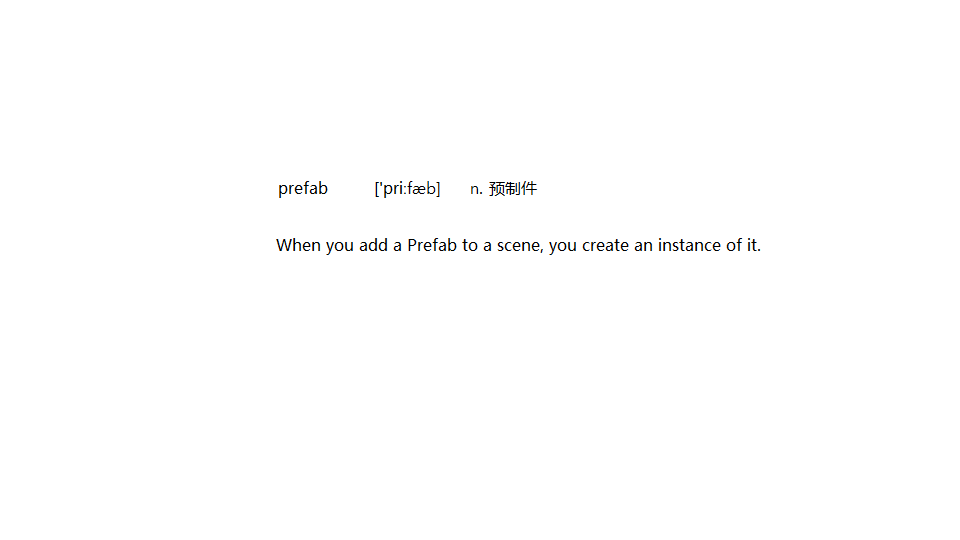 prefab ['pri:fæb] n. 预制件
When you add a Prefab to a scene, you create an instance of it.